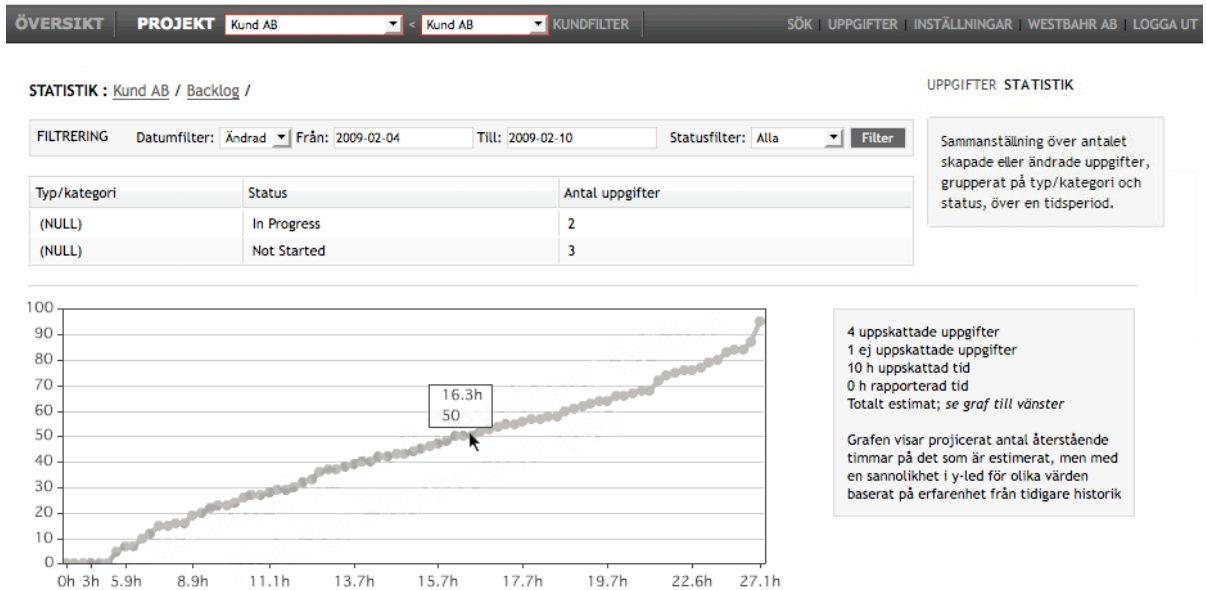 ÖVERSIKT PROJEKT Kund AB < Kund AB KUNDFILTER SÖK UPPGIFTER INSTÄLLNINGAR WESTBAHR AB LOGGA UT
STATISTIK : Kund AB / Backlog /
UPPGIFTER STATISTIK
FILTRERING Datumfilter: Ändrad Från: 2009-02-04 Till: 2009-02-10 Statusfilter: Alla Filter
Sammanställning över antalet
skapade eller ändrade uppgifter,
grupperat på typ/kategori och
status, över en tidsperiod.
Typ/kategori Status Antal uppgifter
(NULL) In Progress 2
(NULL) Not Started 3
100
90
80
70
60
50
40
30
20
10
0
16.3h
50
0h 3h 5.9h 8.9h 11.1h 13.7h 15.7h 17.7h 19.7h 22.6h 27.1h
4 uppskattade uppgifter
1 ej uppskattade uppgifter
10 h uppskattad tid
0 h rapporterad tid
Totalt estimat; se graf till vänster
Grafen visar projicerat antal återstående
timmar på det som är estimerat, men med
en sannolikhet i y-led för olika värden
baserat på erfarenhet från tidigare historik